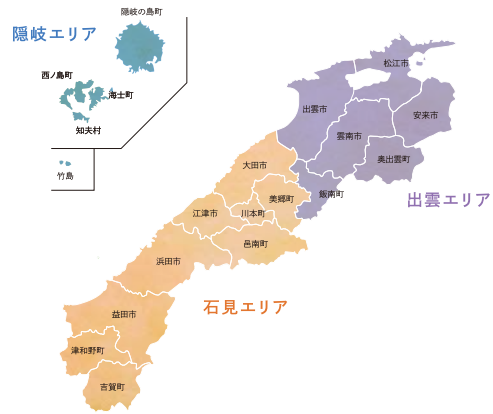 隠岐の島町
隠岐エリア
西ノ島町
海士町
知夫村
竹島
松江市
出雲市
安来市
雲南市
奥出雲町
飯南町
出雲エリア
大田市
美郷町
江津市
川本町
邑南町
浜田市
石見エリア
益田市
津和野町
吉賀町